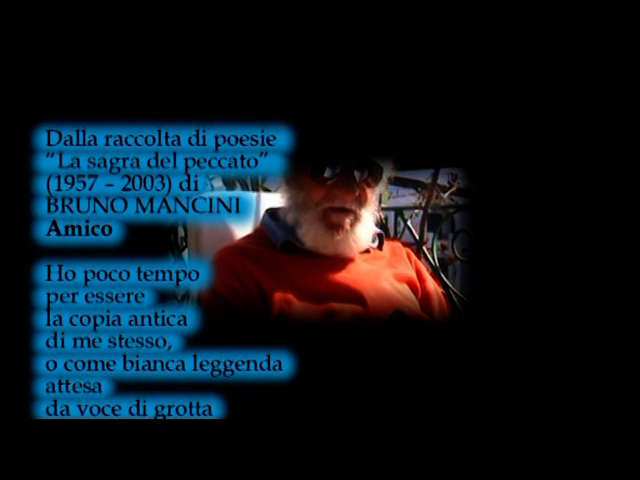 Dalla raccolta di poesie
“La sagra del peccato”
(1957 – 2003) di
BRUNO MANCINI
Amico
Ho poco tempo
per essere
la copia antica
di me stesso,
o come bianca leggenda
attesa
da voce di grotta